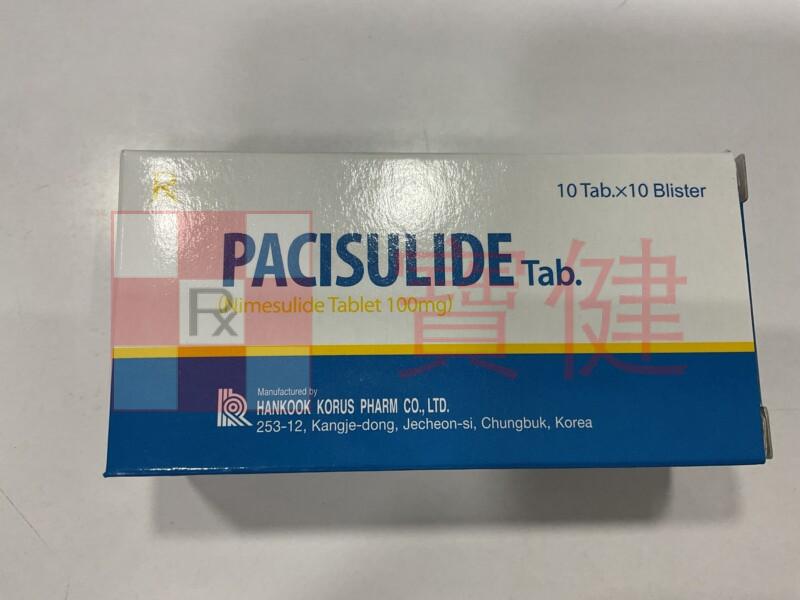 10 Tab.×10 Blister
PACISULIDE Tab.
(Nimesulide Tablet 100mg)
Rx
寶健
Manufactured by
HANKOOK KORUS PHARM CO., LTD.
253-12, Kangje-dong, Jecheon-si, Chungbuk, Korea